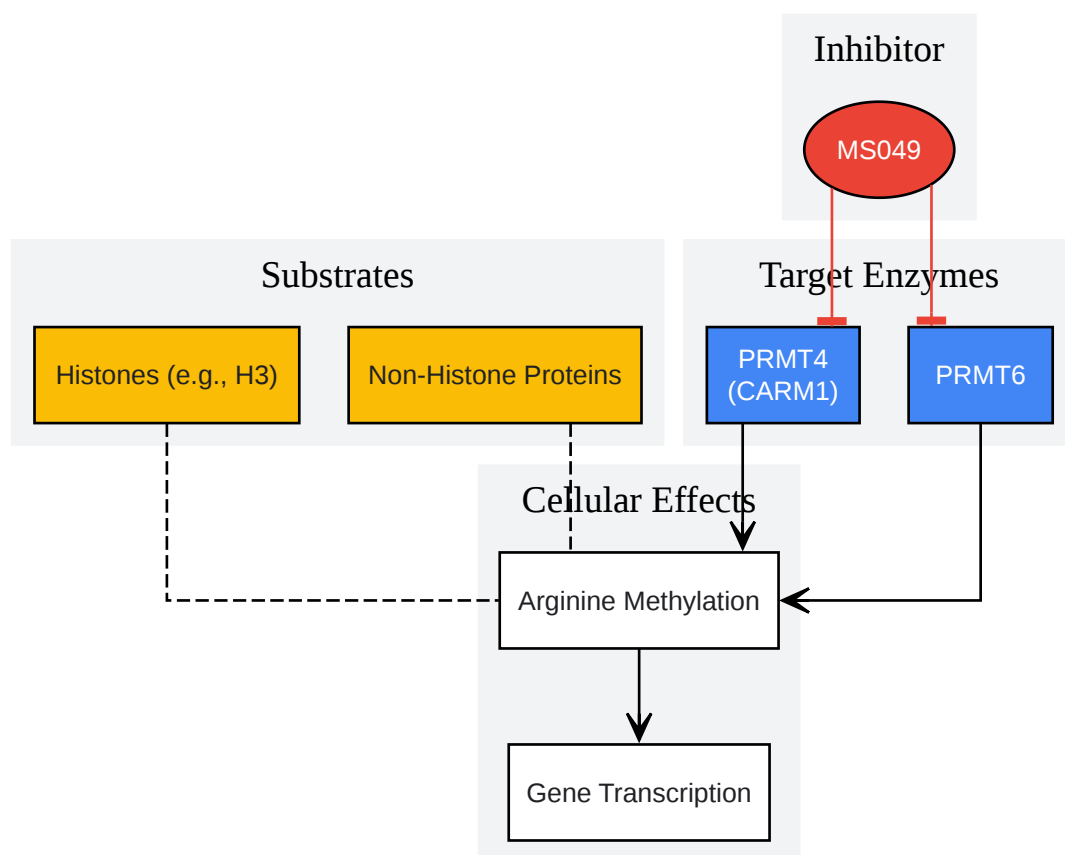 Inhibitor
MS049
Substrates
Target Enzymes
Histones (e.g., H3)
Non-Histone Proteins
PRMT4
(CARM1)
PRMT6
Cellular Effects
Arginine Methylation
Gene Transcription